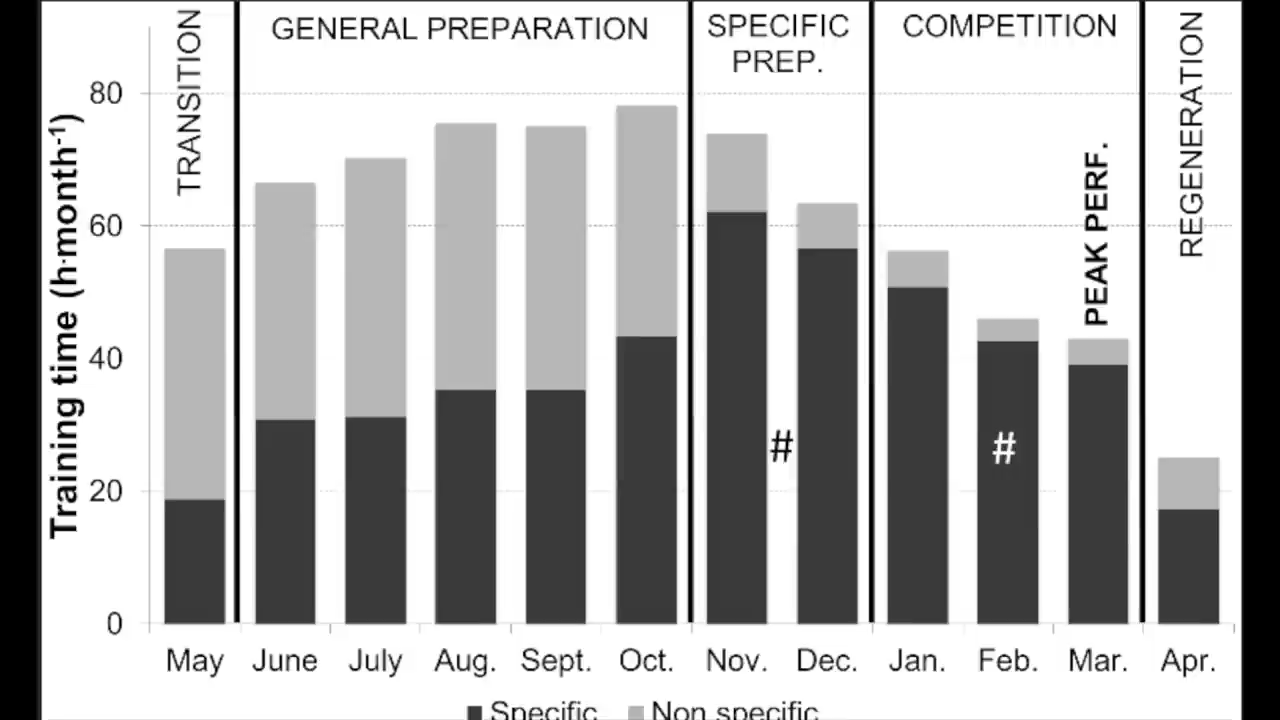 TRANSITION
GENERAL PREPARATION
SPECIFIC
PREP.
COMPETITION
REGENERATION
PEAK PERF.
Training time (h·month⁻¹)
80
60
40
20
0
#
#
May June July Aug. Sept. Oct. Nov. Dec. Jan. Feb. Mar. Apr.
Specific Non specific